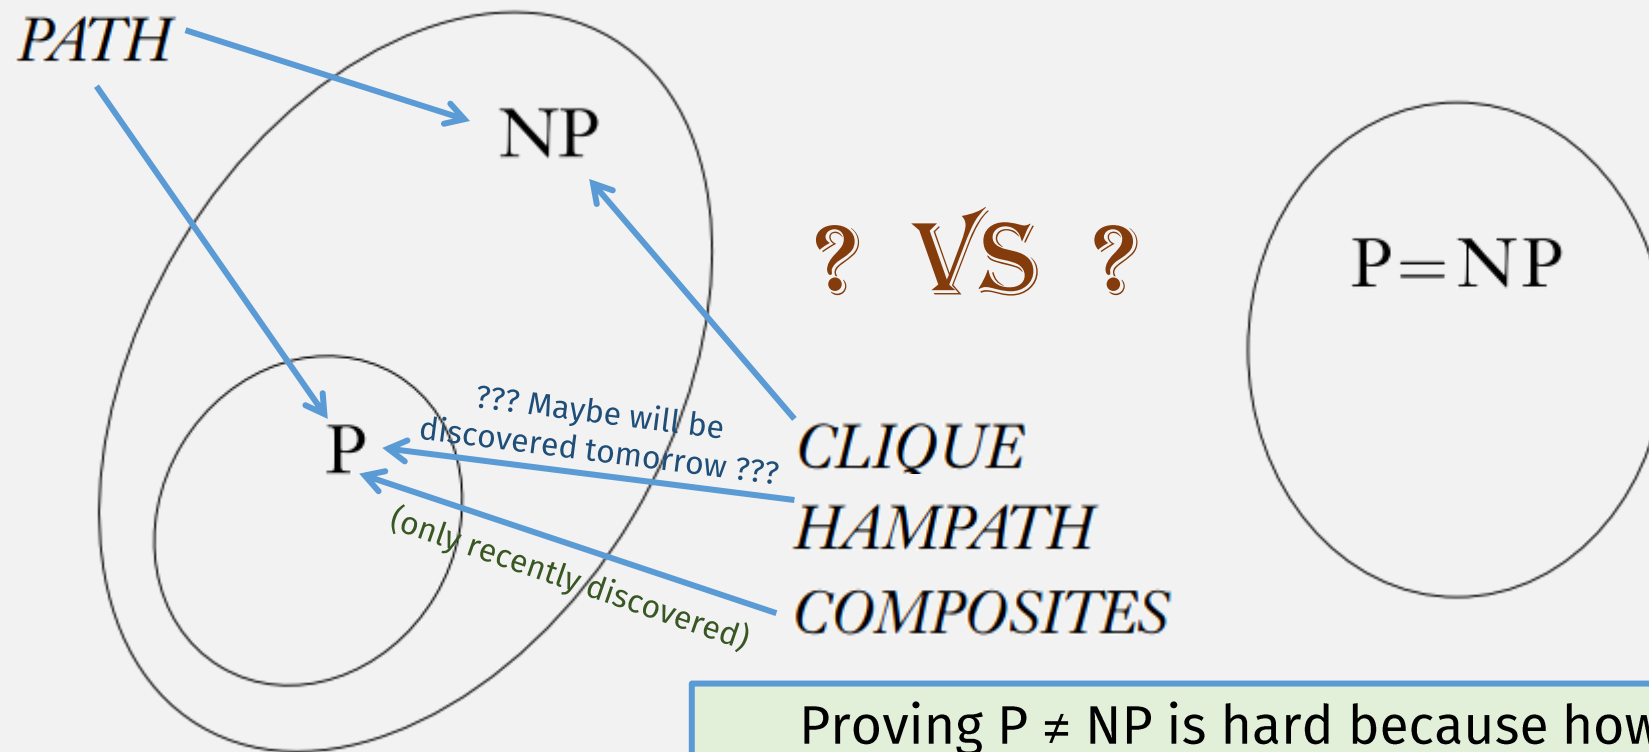 PATH
NP
? VS ?
P=NP
??? Maybe will be
discovered tomorrow ???
P
CLIQUE
HAMPATH
(only recently discovered)
COMPOSITES
Proving P ≠ NP is hard because how